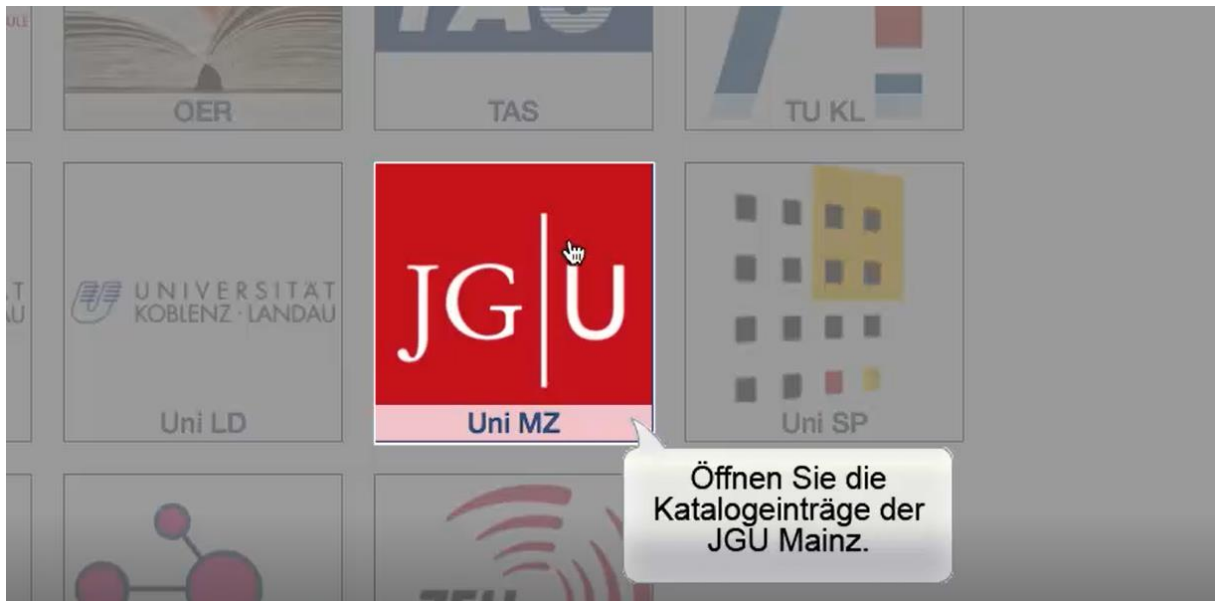 OER
TAS
TU KL
UNIVERSITÄT
KOBLENZ · LANDAU
JG|U
Uni LD
Uni MZ
Uni SP
Öffnen Sie die
Katalogeinträge der
JGU Mainz.